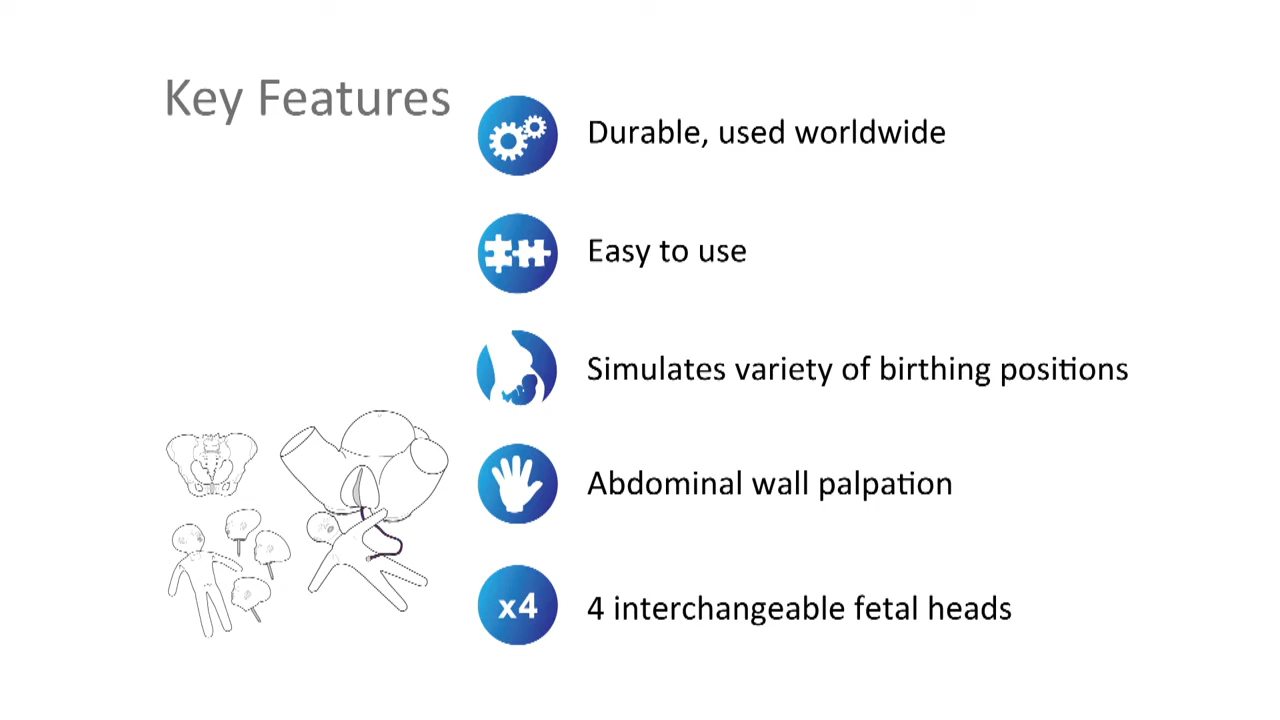 Key Features
Durable, used worldwide
Easy to use
Simulates variety of birthing positions
Abdominal wall palpation
x4
4 interchangeable fetal heads